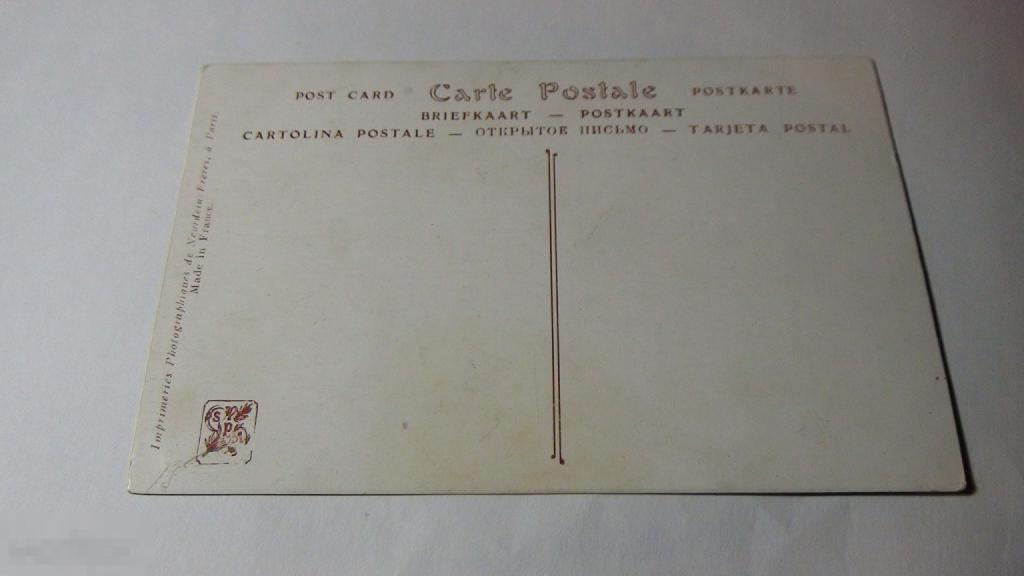 POST CARD Carte Postale POSTKARTE
BRIEFKAART — POSTKAART
CARTOLINA POSTALE — ОТКРЫТОЕ ПИСЬМО — TARJETA POSTAL
Imprimeries Photographiques de Neurdein Frères, à Paris.
Made in France.